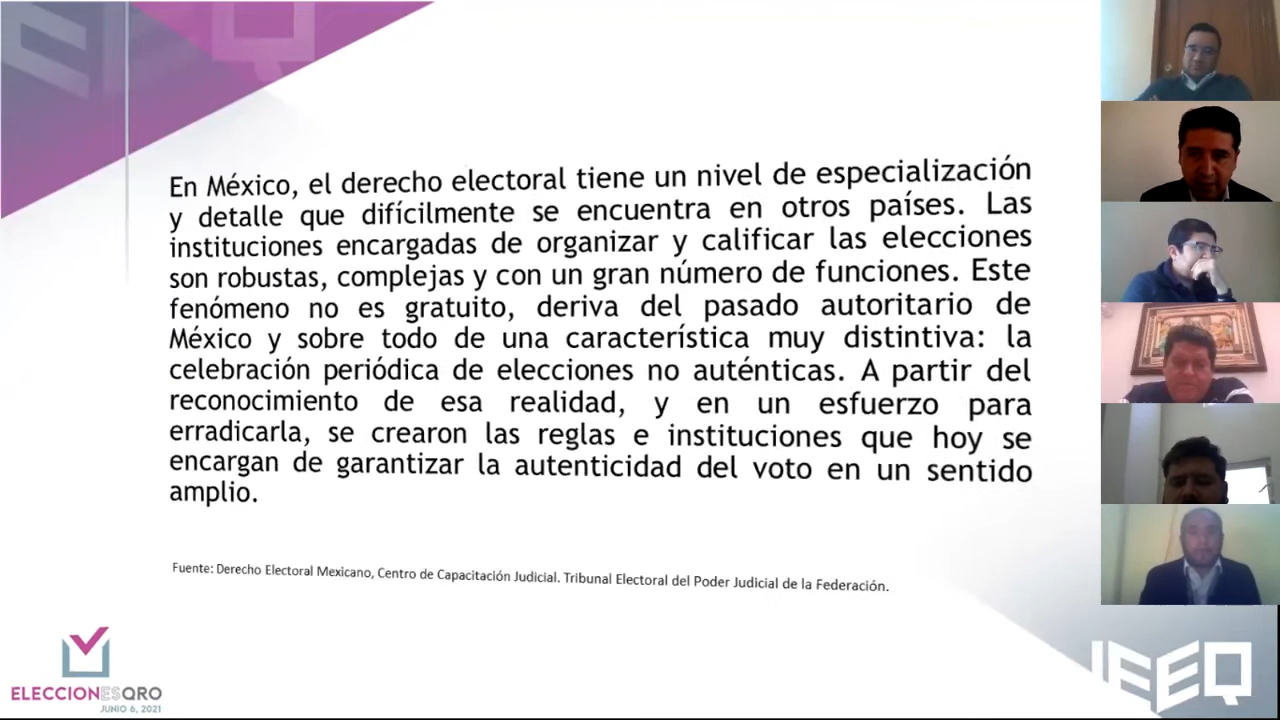 En México, el derecho electoral tiene un nivel de especialización
y detalle que difícilmente se encuentra en otros países. Las
instituciones encargadas de organizar y calificar las elecciones
son robustas, complejas y con un gran número de funciones. Este
fenómeno no es gratuito, deriva del pasado autoritario de
México y sobre todo de una característica muy distintiva: la
celebración periódica de elecciones no auténticas. A partir del
reconocimiento de esa realidad, y en un esfuerzo para
erradicarla, se crearon las reglas e instituciones que hoy se
encargan de garantizar la autenticidad del voto en un sentido
amplio.
Fuente: Derecho Electoral Mexicano, Centro de Capacitación Judicial. Tribunal Electoral del Poder Judicial de la Federación.
ELECCIONESQRO
JUNIO 6, 2021
IEEQ